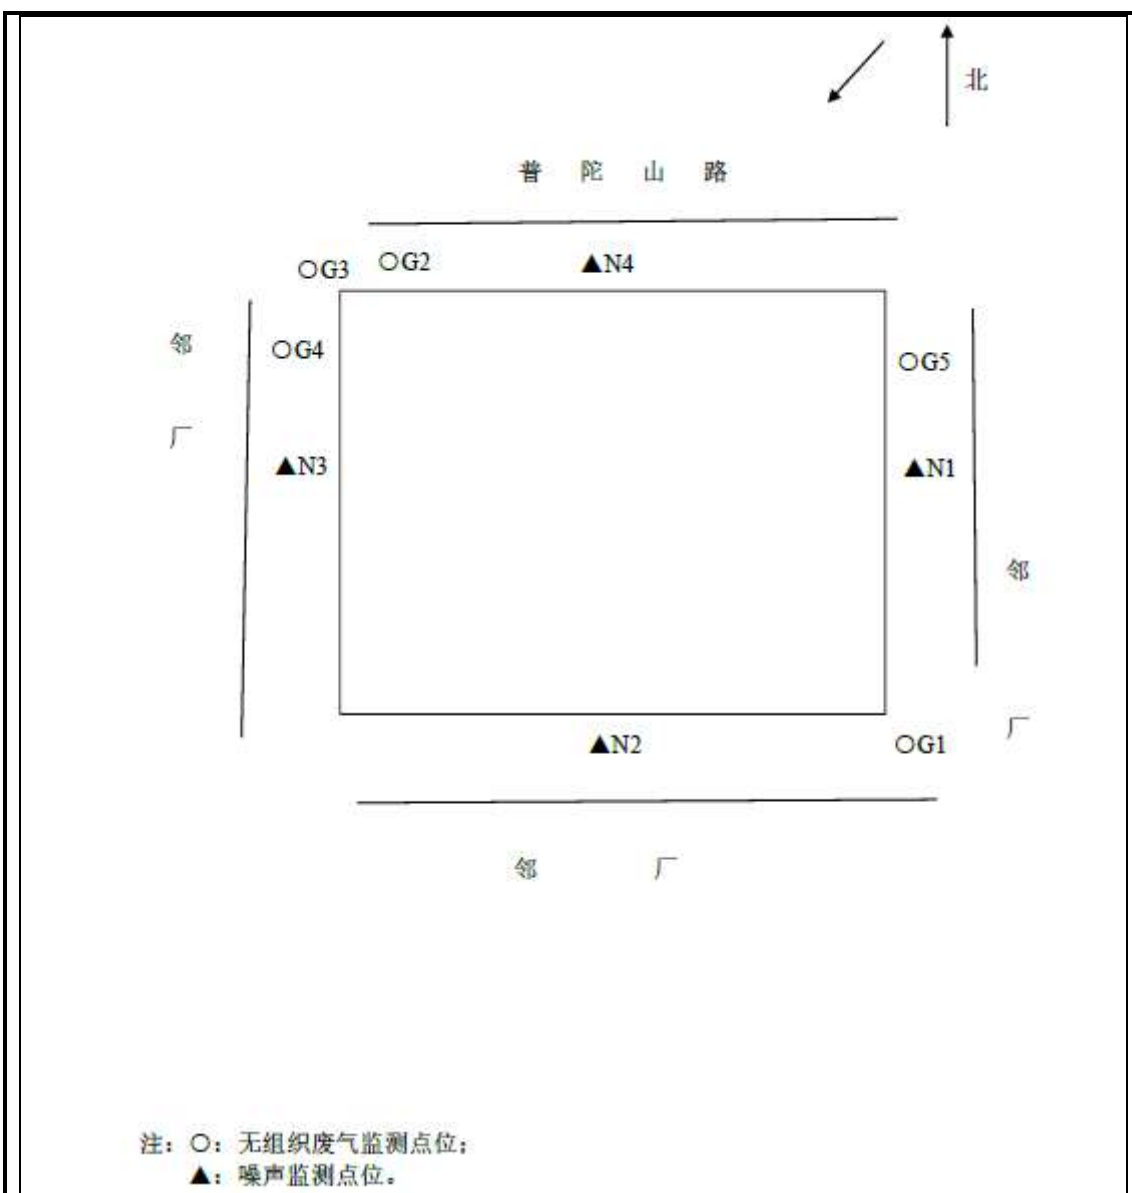 北
普 陀 山 路
○G3 ○G2 ▲N4
邻 ○G4 ○G5
厂 ▲N3 ▲N1
邻
厂
▲N2 ○G1
邻 厂
注：○：无组织废气监测点位；
▲：噪声监测点位。